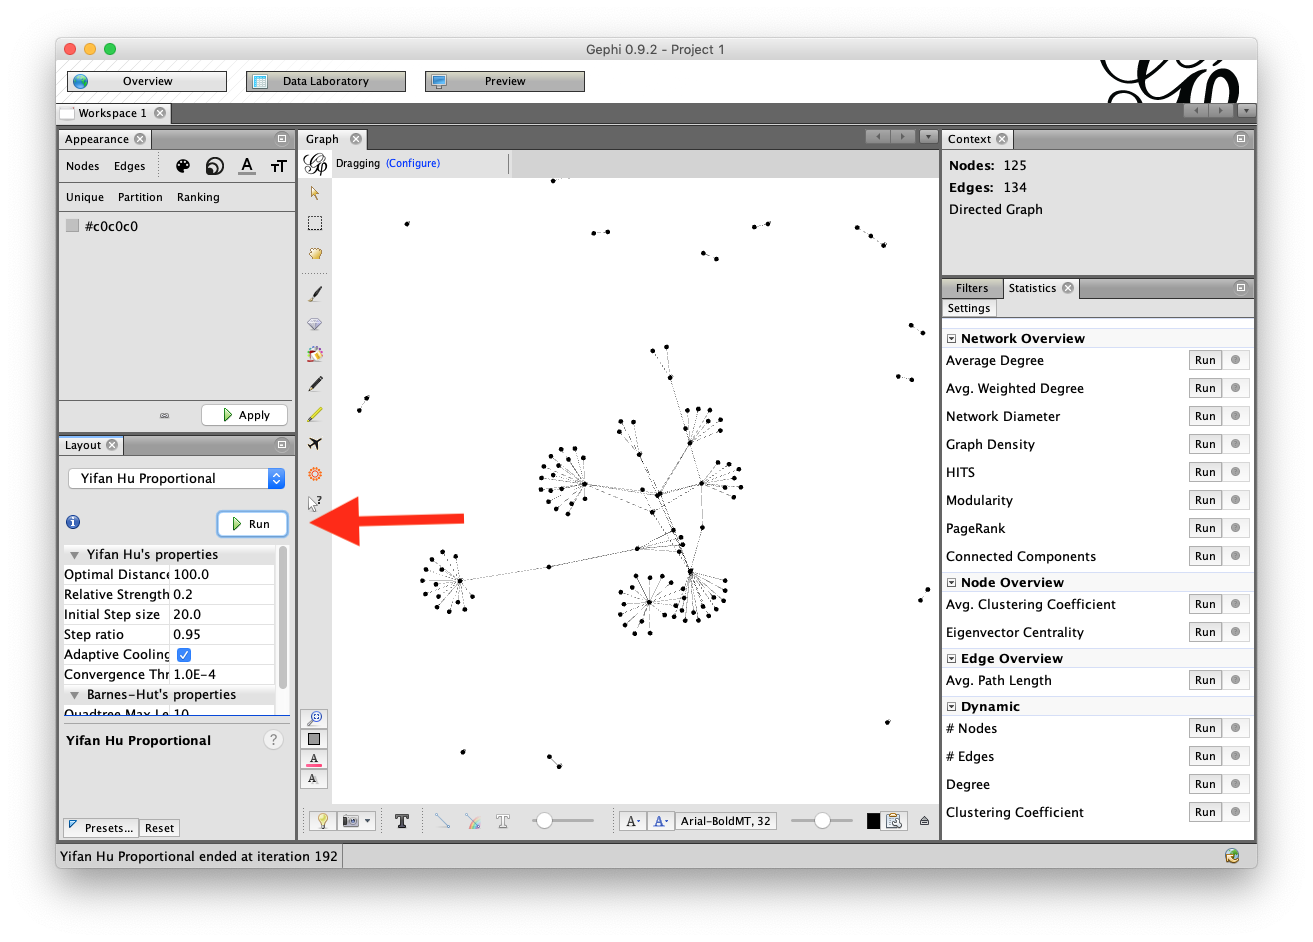 Gephi 0.9.2 - Project 1
Overview
Data Laboratory
Preview
Workspace 1
Appearance
Nodes Edges
Unique Partition Ranking
#c0c0c0
Apply
Layout
Yifan Hu Proportional
Run
Yifan Hu's properties
Optimal Distance 100.0
Relative Strength 0.2
Initial Step size 20.0
Step ratio 0.95
Adaptive Cooling
Convergence Thr 1.0E-4
Barnes-Hut's properties
Quadtree Max Le 10
Yifan Hu Proportional
?
Presets... Reset
Yifan Hu Proportional ended at iteration 192
Graph
Dragging (Configure)
Arial-BoldMT, 32
Context
Nodes: 125
Edges: 134
Directed Graph
Filters Statistics
Settings
Network Overview
Average Degree Run
Avg. Weighted Degree Run
Network Diameter Run
Graph Density Run
HITS Run
Modularity Run
PageRank Run
Connected Components Run
Node Overview
Avg. Clustering Coefficient Run
Eigenvector Centrality Run
Edge Overview
Avg. Path Length Run
Dynamic
# Nodes Run
# Edges Run
Degree Run
Clustering Coefficient Run